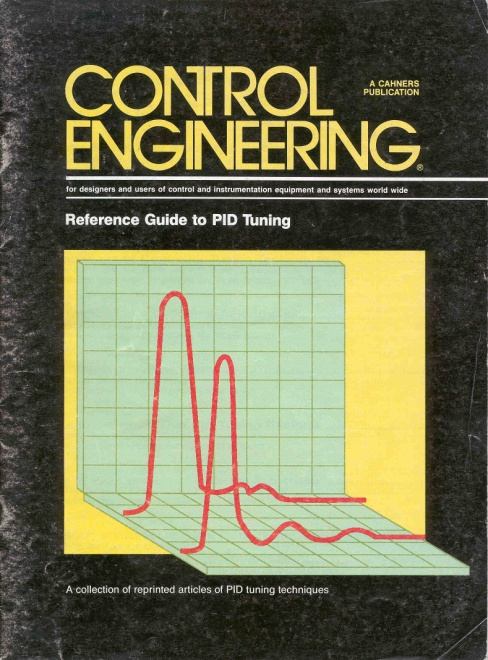 CONTROL
ENGINEERING®
A CAHNERS
PUBLICATION
for designers and users of control and instrumentation equipment and systems world wide
Reference Guide to PID Tuning
A collection of reprinted articles of PID tuning techniques